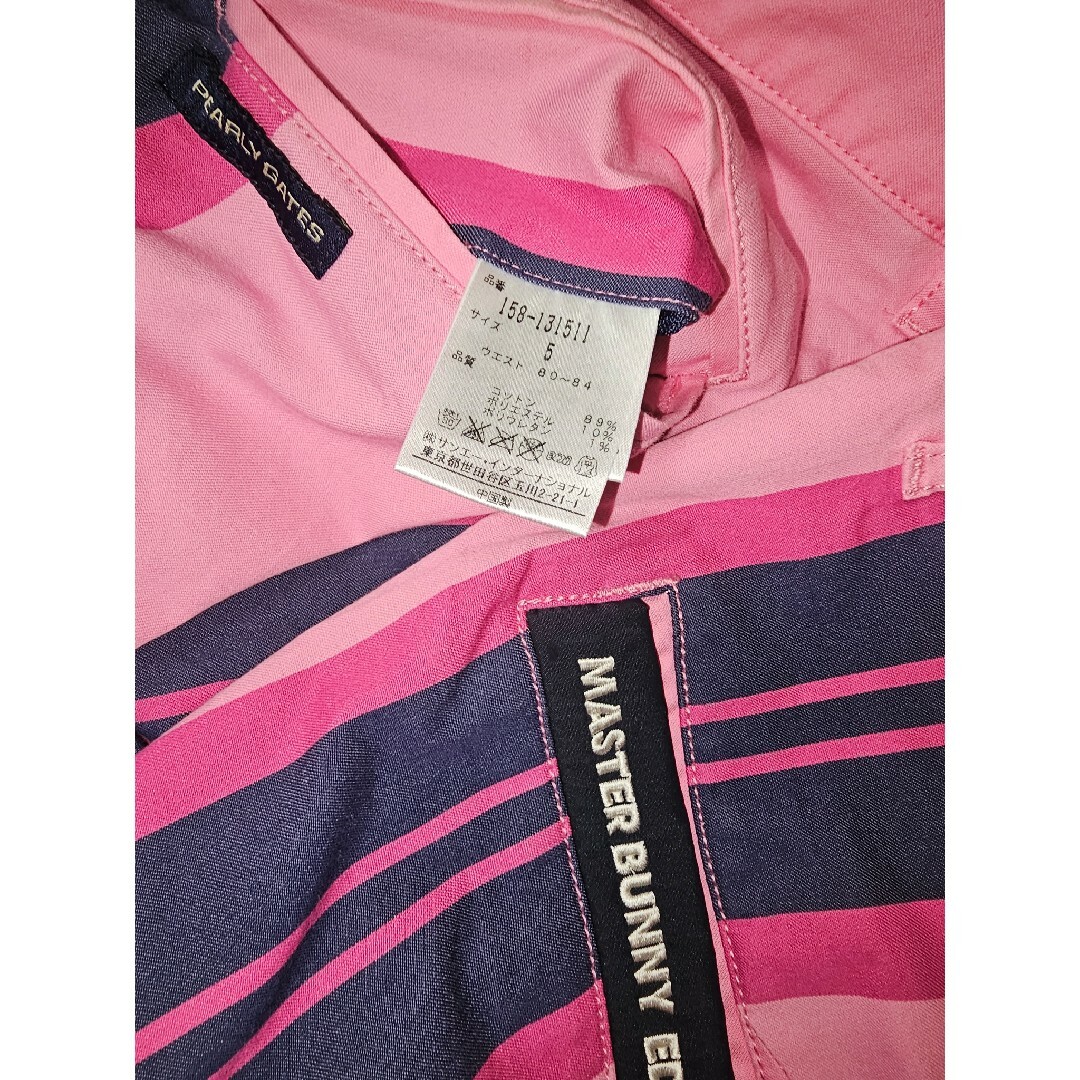 PEARLY GATES
品番
158-131511
サイズ
5
ウエスト 80~84
品質
コットン 89%
ポリエステル 10%
ポリウレタン 1%
㈱サンエー・インターナショナル
東京都世田谷区玉川2-21-1
中国製
MASTER BUNNY ED